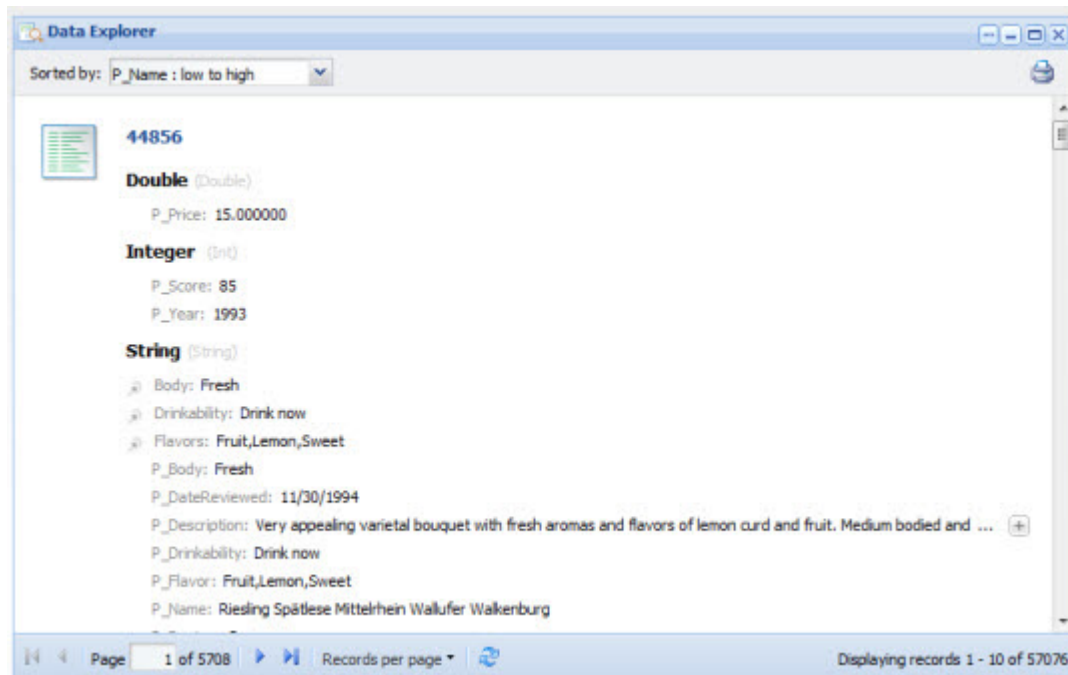 Data Explorer
Sorted by: P_Name : low to high
44856
Double (Double)
P_Price: 15.000000
Integer (Int)
P_Score: 85
P_Year: 1993
String (String)
Body: Fresh
Drinkability: Drink now
Flavors: Fruit,Lemon,Sweet
P_Body: Fresh
P_DateReviewed: 11/30/1994
P_Description: Very appealing varietal bouquet with fresh aromas and flavors of lemon curd and fruit. Medium bodied and ...
P_Drinkability: Drink now
P_Flavor: Fruit,Lemon,Sweet
P_Name: Riesling Spätlese Mittelrhein Wallufer Walkenburg
Page 1 of 5708 Records per page Displaying records 1 - 10 of 57076